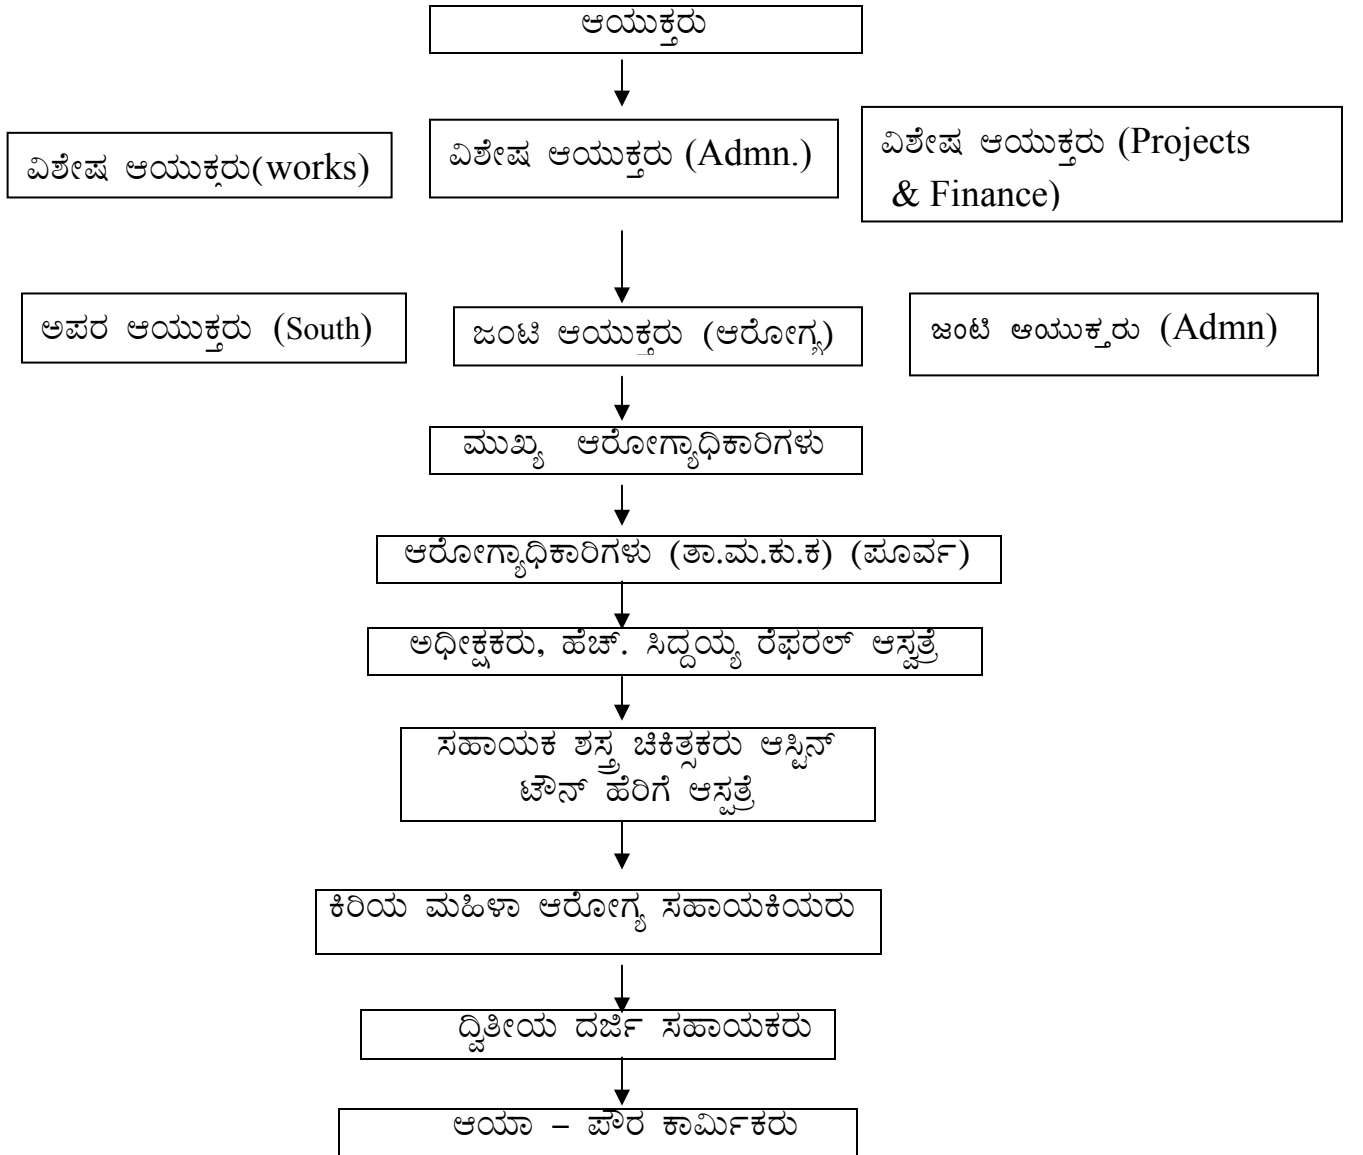 ಆಯುಕ್ತರು
ವಿಶೇಷ ಆಯುಕ್ತರು(works)
ವಿಶೇಷ ಆಯುಕ್ತರು (Admn.)
ವಿಶೇಷ ಆಯುಕ್ತರು (Projects
& Finance)
ಅಪರ ಆಯುಕ್ತರು (South)
ಜಂಟಿ ಆಯುಕ್ತರು (ಆರೋಗ್ಯ)
ಜಂಟಿ ಆಯುಕ್ತರು (Admn)
ಮುಖ್ಯ ಆರೋಗ್ಯಾಧಿಕಾರಿಗಳು
ಆರೋಗ್ಯಾಧಿಕಾರಿಗಳು (ತಾ.ಮ.ಕು.ಕ) (ಪೂರ್ವ)
ಅಧೀಕ್ಷಕರು, ಹೆಚ್. ಸಿದ್ದಯ್ಯ ರೆಫರಲ್ ಆಸ್ಪತ್ರೆ
ಸಹಾಯಕ ಶಸ್ತ್ರ ಚಿಕಿತ್ಸಕರು ಆಸ್ಟಿನ್
ಟೌನ್ ಹೆರಿಗೆ ಆಸ್ಪತ್ರೆ
ಕಿರಿಯ ಮಹಿಳಾ ಆರೋಗ್ಯ ಸಹಾಯಕಿಯರು
ದ್ವಿತೀಯ ದರ್ಜೆ ಸಹಾಯಕರು
ಆಯಾ – ಪೌರ ಕಾರ್ಮಿಕರು